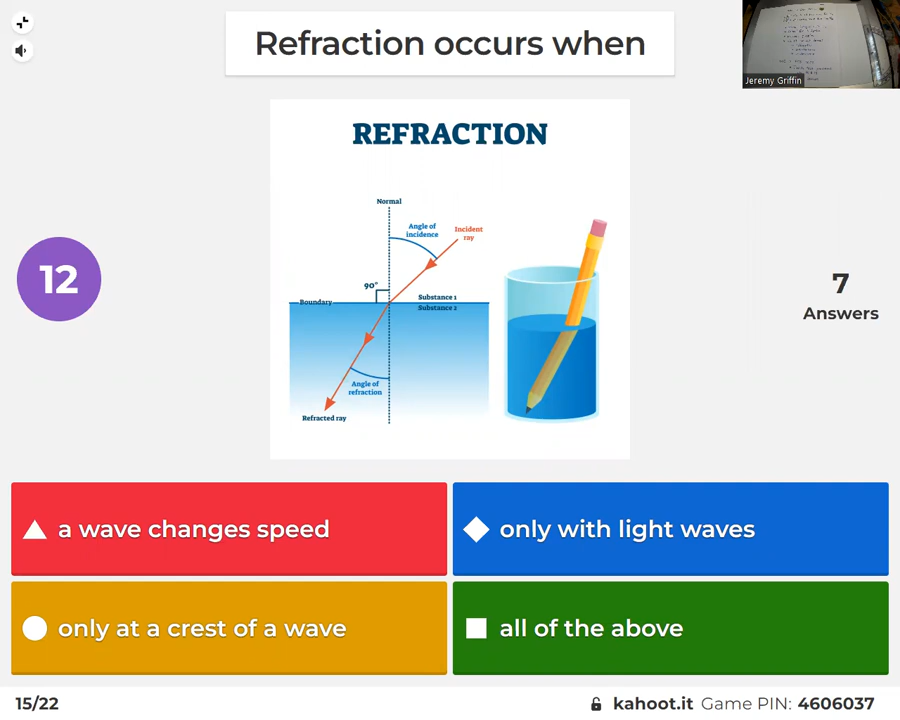 Refraction occurs when
Jeremy Griffin
REFRACTION
Normal
Angle of
incidence
Incident
ray
90°
Boundary
Substance 1
Substance 2
Angle of
refraction
Refracted ray
12
7
Answers
a wave changes speed
only with light waves
only at a crest of a wave
all of the above
15/22
kahoot.it Game PIN: 4606037